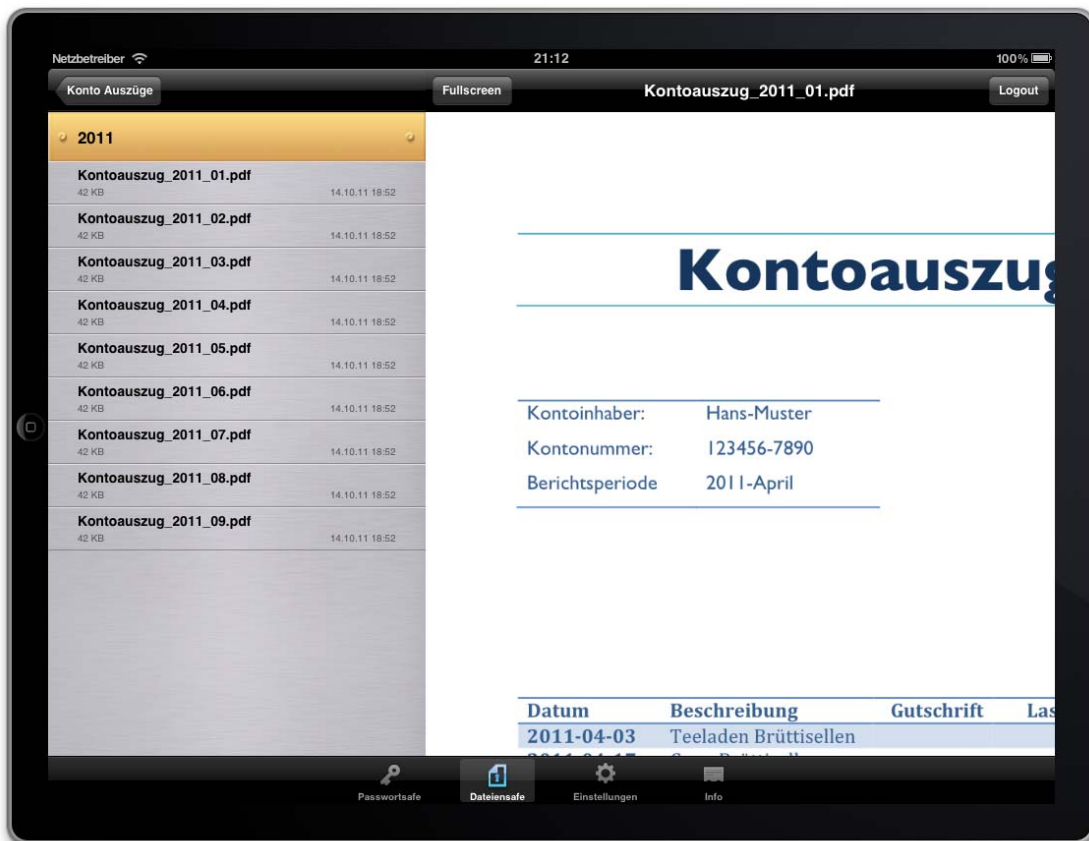 Netzbetreiber 21:12 100%
Konto Auszüge Fullscreen Kontoauszug_2011_01.pdf Logout
2011
Kontoauszug_2011_01.pdf
42 KB 14.10.11 18:52
Kontoauszug_2011_02.pdf
42 KB 14.10.11 18:52
Kontoauszug_2011_03.pdf
42 KB 14.10.11 18:52
Kontoauszug_2011_04.pdf
42 KB 14.10.11 18:52
Kontoauszug_2011_05.pdf
42 KB 14.10.11 18:52
Kontoauszug_2011_06.pdf
42 KB 14.10.11 18:52
Kontoauszug_2011_07.pdf
42 KB 14.10.11 18:52
Kontoauszug_2011_08.pdf
42 KB 14.10.11 18:52
Kontoauszug_2011_09.pdf
42 KB 14.10.11 18:52
Kontoauszug
Kontoinhaber: Hans-Muster
Kontonummer: 123456-7890
Berichtsperiode 2011-April
Datum Beschreibung Gutschrift Las
2011-04-03 Teeladen Brüttisellen
Passwortsafe Dateiensafe Einstellungen Info